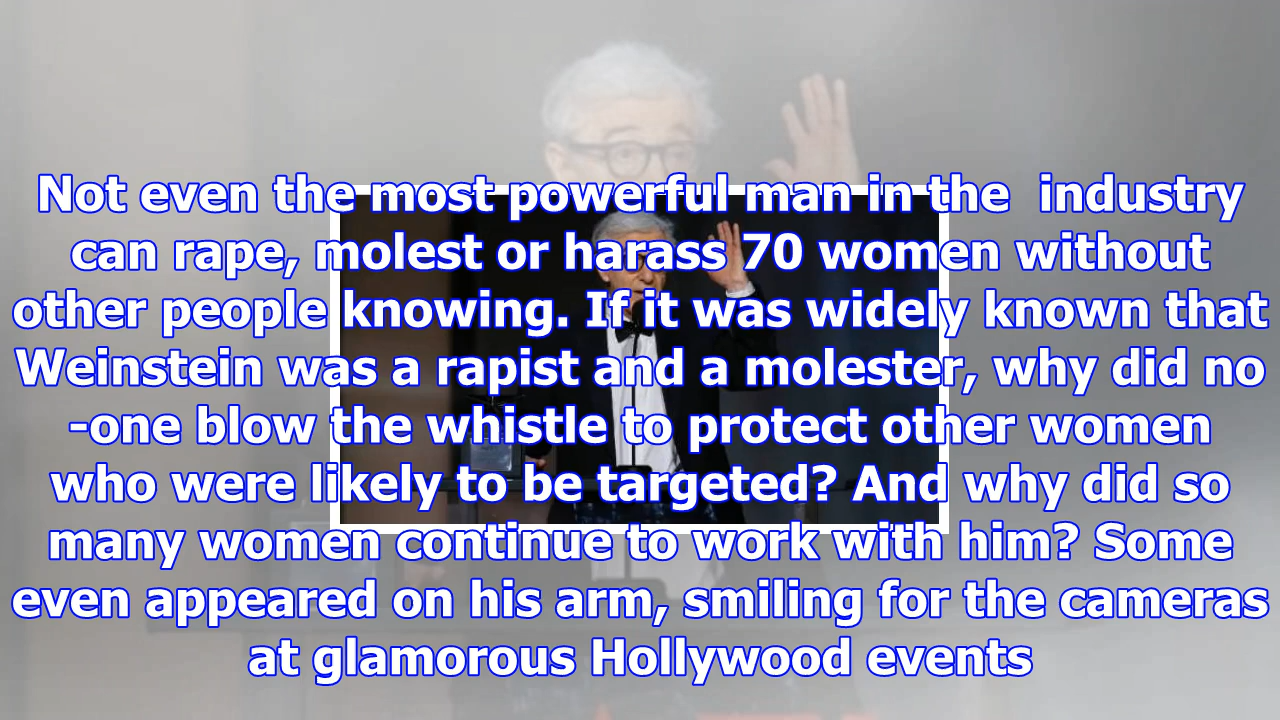 Not even the most powerful man in the  industry
can rape, molest or harass 70 women without
other people knowing. If it was widely known that
Weinstein was a rapist and a molester, why did no
-one blow the whistle to protect other women
who were likely to be targeted? And why did so
many women continue to work with him? Some
even appeared on his arm, smiling for the cameras
at glamorous Hollywood events